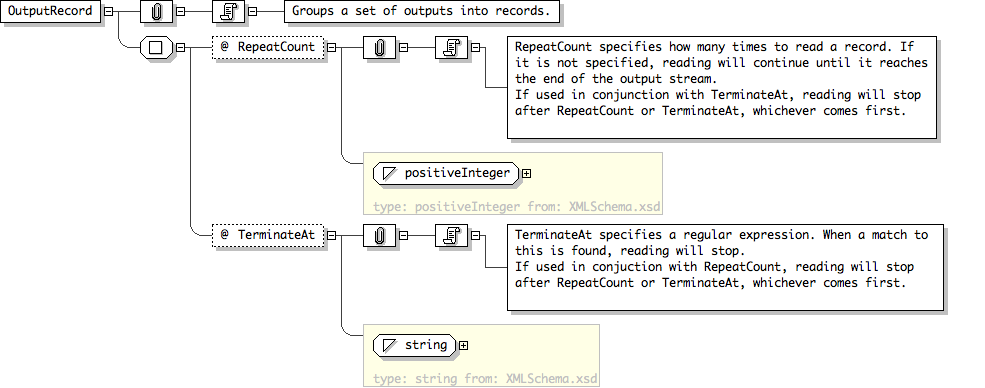 OutputRecord
Groups a set of outputs into records.
@ RepeatCount
RepeatCount specifies how many times to read a record. If
it is not specified, reading will continue until it reaches
the end of the output stream.
If used in conjunction with TerminateAt, reading will stop
after RepeatCount or TerminateAt, whichever comes first.
positiveInteger
type: positiveInteger from: XMLSchema.xsd
@ TerminateAt
TerminateAt specifies a regular expression. When a match to
this is found, reading will stop.
If used in conjuction with RepeatCount, reading will stop
after RepeatCount or TerminateAt, whichever comes first.
string
type: string from: XMLSchema.xsd